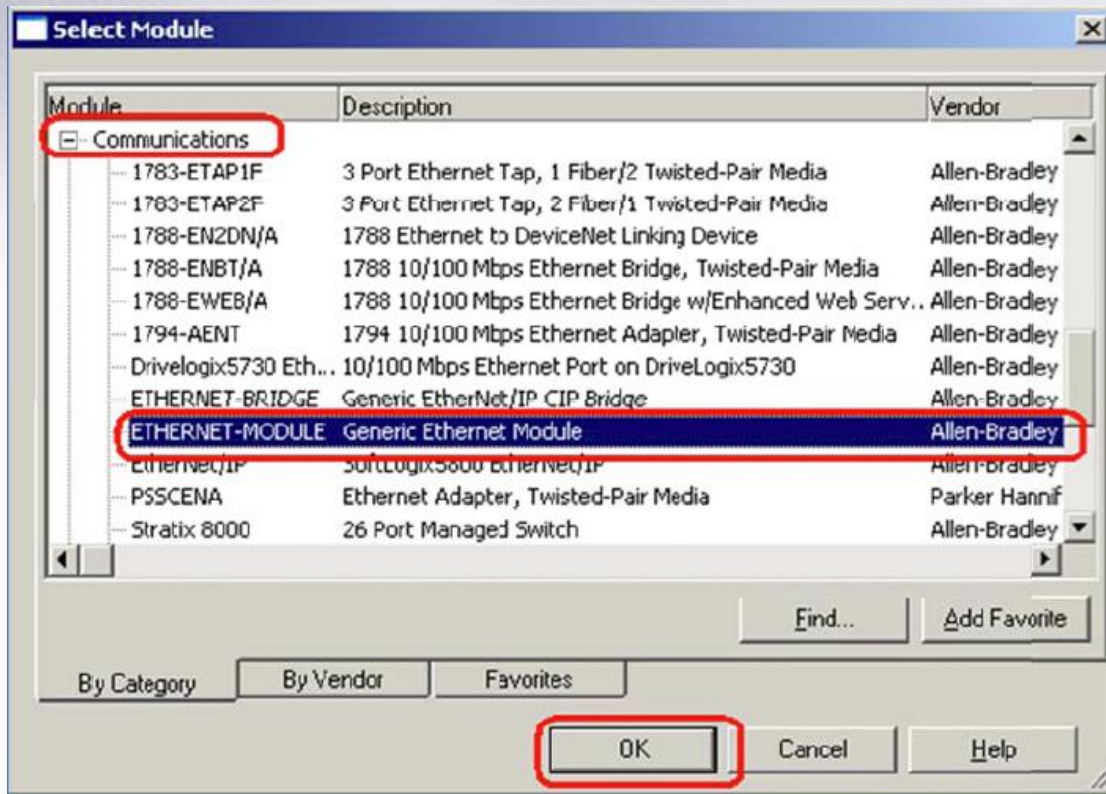 Select Module
Module Description Vendor
Communications
1783-ETAP1F 3 Port Ethernet Tap, 1 Fiber/2 Twisted-Pair Media Allen-Bradley
1783-ETAP2F 3 Port Ethernet Tap, 2 Fiber/1 Twisted-Pair Media Allen-Bradley
1788-EN2DN/A 1788 Ethernet to DeviceNet Linking Device Allen-Bradley
1788-ENBT/A 1788 10/100 Mbps Ethernet Bridge, Twisted-Pair Media Allen-Bradley
1788-EWEB/A 1788 10/100 Mbps Ethernet Bridge w/Enhanced Web Serv... Allen-Bradley
1794-AENT 1794 10/100 Mbps Ethernet Adapter, Twisted-Pair Media Allen-Bradley
Drivelogix5730 Eth... 10/100 Mbps Ethernet Port on DriveLogix5730 Allen-Bradley
ETHERNET-BRIDGE Generic EtherNet/IP CIP Bridge Allen-Bradley
ETHERNET-MODULE Generic Ethernet Module Allen-Bradley
EtherNet/IP SoftLogix5800 EtherNet/IP Allen-Bradley
PSSCENA Ethernet Adapter, Twisted-Pair Media Parker Hannif
Stratix 8000 26 Port Managed Switch Allen-Bradley
Find... Add Favorite
By Category By Vendor Favorites
OK Cancel Help